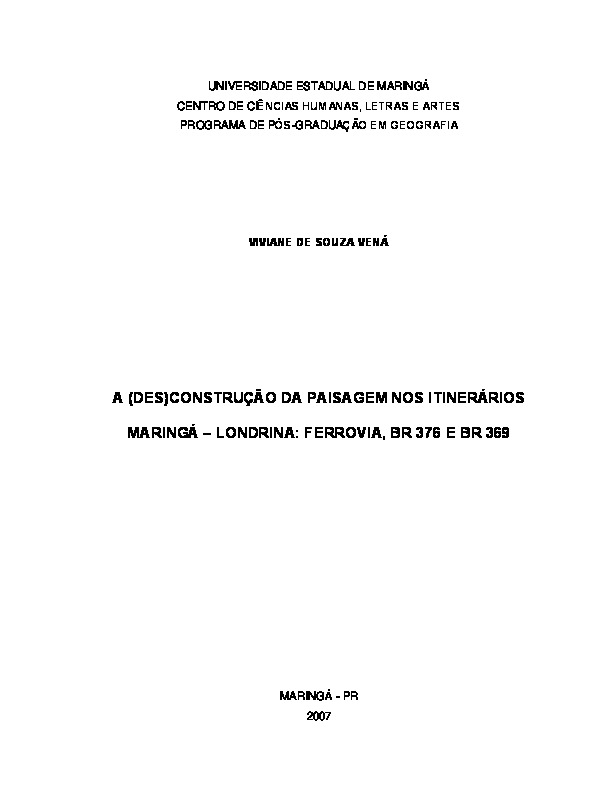 UNIVERSIDADE ESTADUAL DE MARINGÁ
CENTRO DE CIÊNCIAS HUMANAS, LETRAS E ARTES
PROGRAMA DE PÓS-GRADUAÇÃO EM GEOGRAFIA
VIVIANE DE SOUZA VENÁ
A (DES)CONSTRUÇÃO DA PAISAGEM NOS ITINERÁRIOS
MARINGÁ – LONDRINA: FERROVIA, BR 376 E BR 369
MARINGÁ - PR
2007